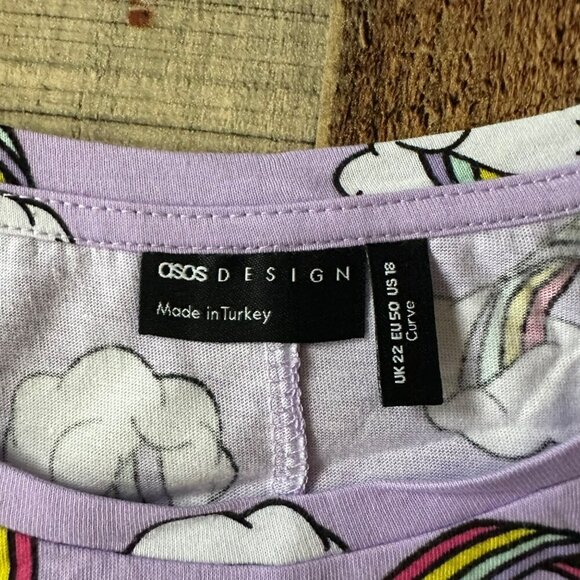 asos DESIGN
Made in Turkey
UK 22 EU 50 US 18
Curve